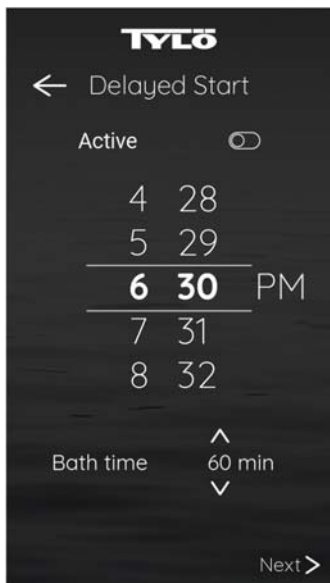 TYLÖ
Delayed Start
Active
4 28
5 29
6 30 PM
7 31
8 32
Bath time 60 min
Next >